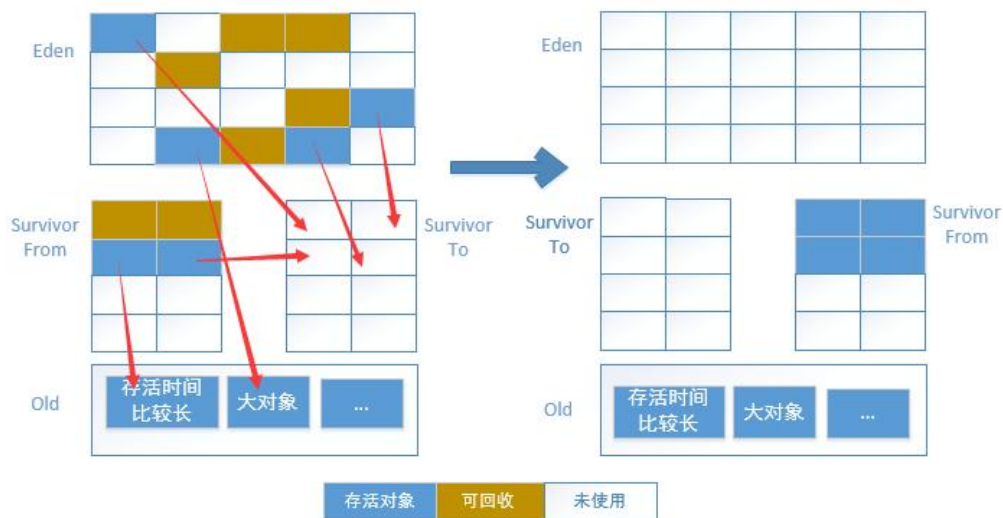 Eden
Eden
Survivor
From
Survivor
To
Survivor
To
Survivor
From
Old
存活时间
比较长
大对象
...
Old
存活时间
比较长
大对象
...
存活对象
可回收
未使用